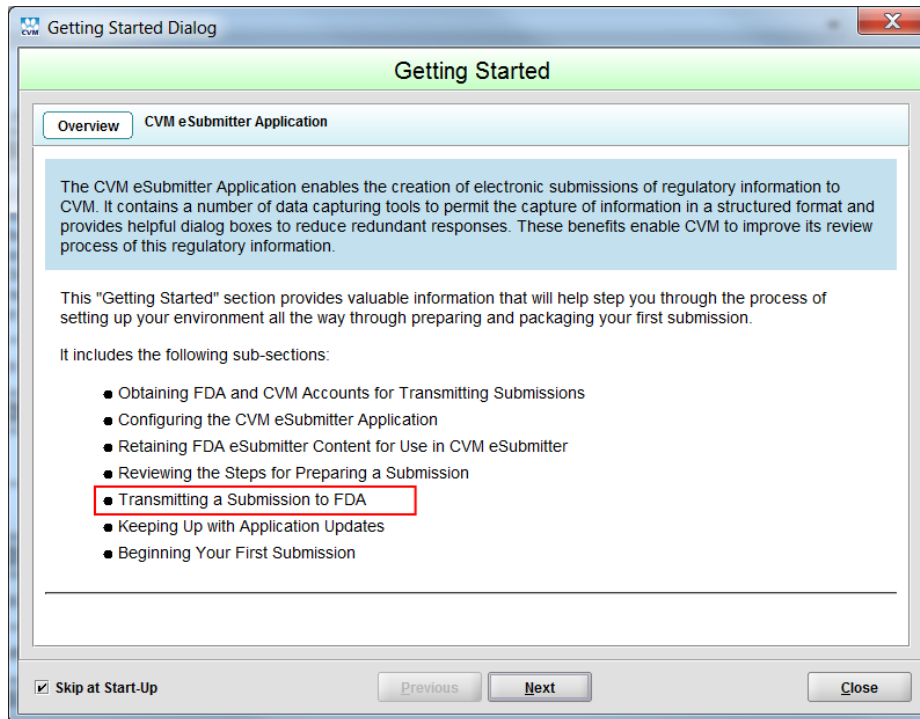 CVM Getting Started Dialog
Getting Started
Overview CVM eSubmitter Application
The CVM eSubmitter Application enables the creation of electronic submissions of regulatory information to
CVM. It contains a number of data capturing tools to permit the capture of information in a structured format and
provides helpful dialog boxes to reduce redundant responses. These benefits enable CVM to improve its review
process of this regulatory information.
This "Getting Started" section provides valuable information that will help step you through the process of
setting up your environment all the way through preparing and packaging your first submission.
It includes the following sub-sections:
Obtaining FDA and CVM Accounts for Transmitting Submissions
Configuring the CVM eSubmitter Application
Retaining FDA eSubmitter Content for Use in CVM eSubmitter
Reviewing the Steps for Preparing a Submission
Transmitting a Submission to FDA
Keeping Up with Application Updates
Beginning Your First Submission
Skip at Start-Up Previous Next Close